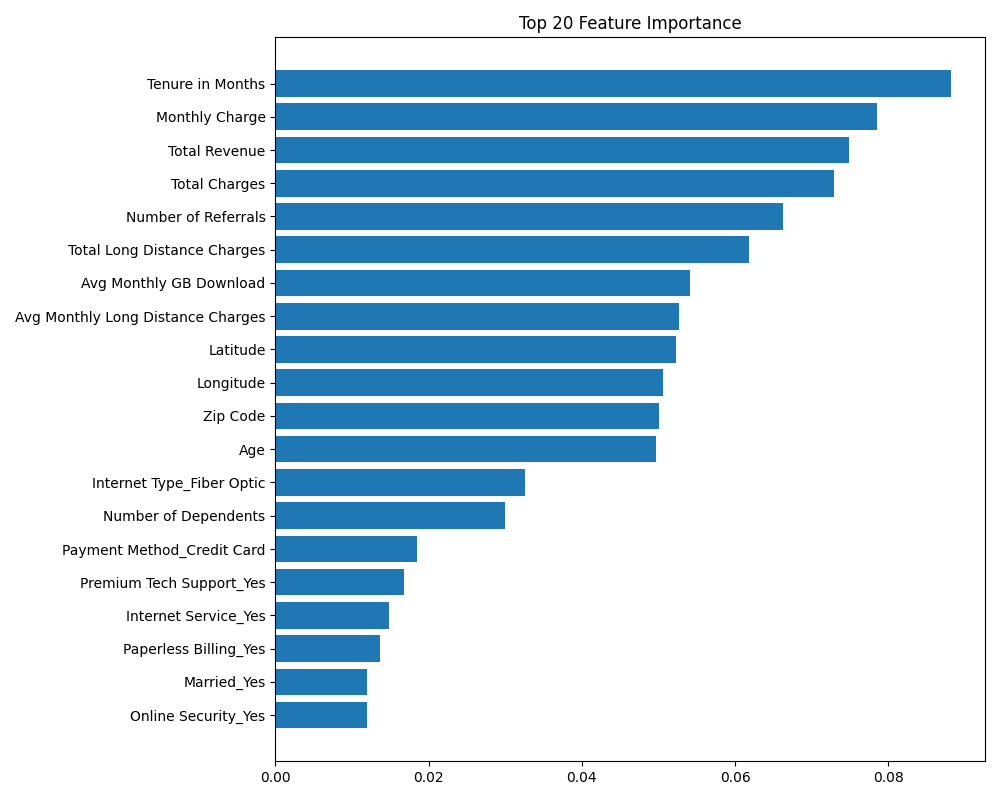 Top 20 Feature Importance
Tenure in Months
Monthly Charge
Total Revenue
Total Charges
Number of Referrals
Total Long Distance Charges
Avg Monthly GB Download
Avg Monthly Long Distance Charges
Latitude
Longitude
Zip Code
Age
Internet Type_Fiber Optic
Number of Dependents
Payment Method_Credit Card
Premium Tech Support_Yes
Internet Service_Yes
Paperless Billing_Yes
Married_Yes
Online Security_Yes
0.00 0.02 0.04 0.06 0.08